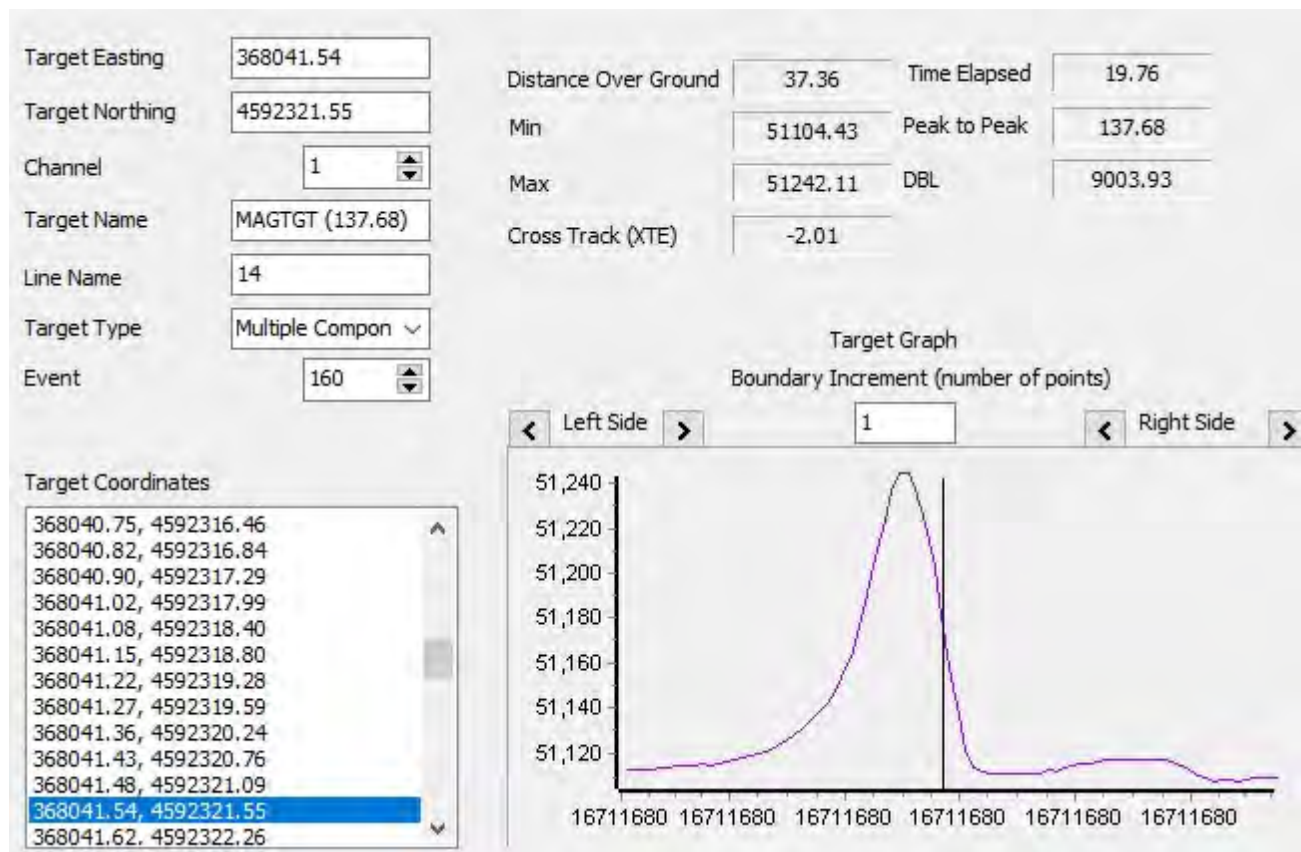 Target Easting 368041.54
Target Northing 4592321.55
Channel 1
Target Name MAGTGT (137.68)
Line Name 14
Target Type Multiple Compon
Event 160
Distance Over Ground 37.36 Time Elapsed 19.76
Min 51104.43 Peak to Peak 137.68
Max 51242.11 DBL 9003.93
Cross Track (XTE) -2.01
Target Graph
Boundary Increment (number of points)
Left Side 1 Right Side
Target Coordinates
368040.75, 4592316.46
368040.82, 4592316.84
368040.90, 4592317.29
368041.02, 4592317.99
368041.08, 4592318.40
368041.15, 4592318.80
368041.22, 4592319.28
368041.27, 4592319.59
368041.36, 4592320.24
368041.43, 4592320.76
368041.48, 4592321.09
368041.54, 4592321.55
368041.62, 4592322.26
51,240
51,220
51,200
51,180
51,160
51,140
51,120
16711680 16711680 16711680 16711680 16711680 16711680